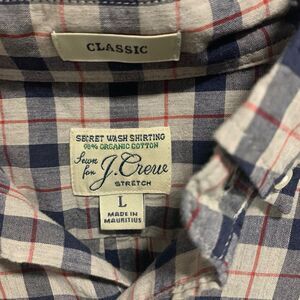 CLASSIC
SECRET WASH SHIRTING
98% ORGANIC COTTON
Sewn
for J.Crew
STRETCH
L
MADE IN
MAURITIUS